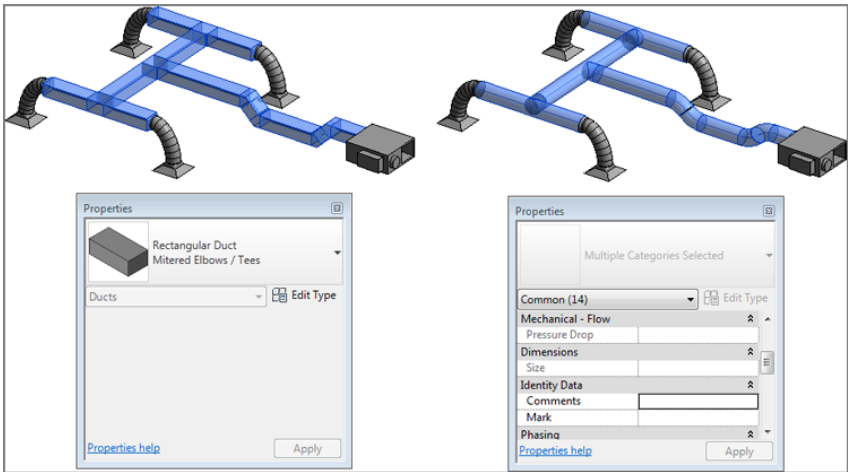 Properties
Rectangular Duct
Mitered Elbows / Tees
Ducts
Edit Type
Properties help
Apply
Properties
Multiple Categories Selected
Common (14)
Edit Type
Mechanical - Flow
Pressure Drop
Dimensions
Size
Identity Data
Comments
Mark
Phasing
Properties help
Apply